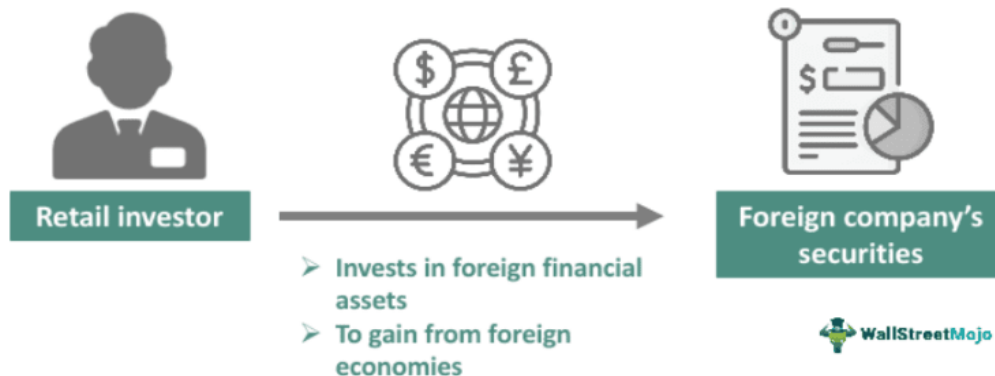 $ £
€ ¥
$
Retail investor
Foreign company's
securities
➢ Invests in foreign financial
assets
➢ To gain from foreign
economies
WallStreetMojo